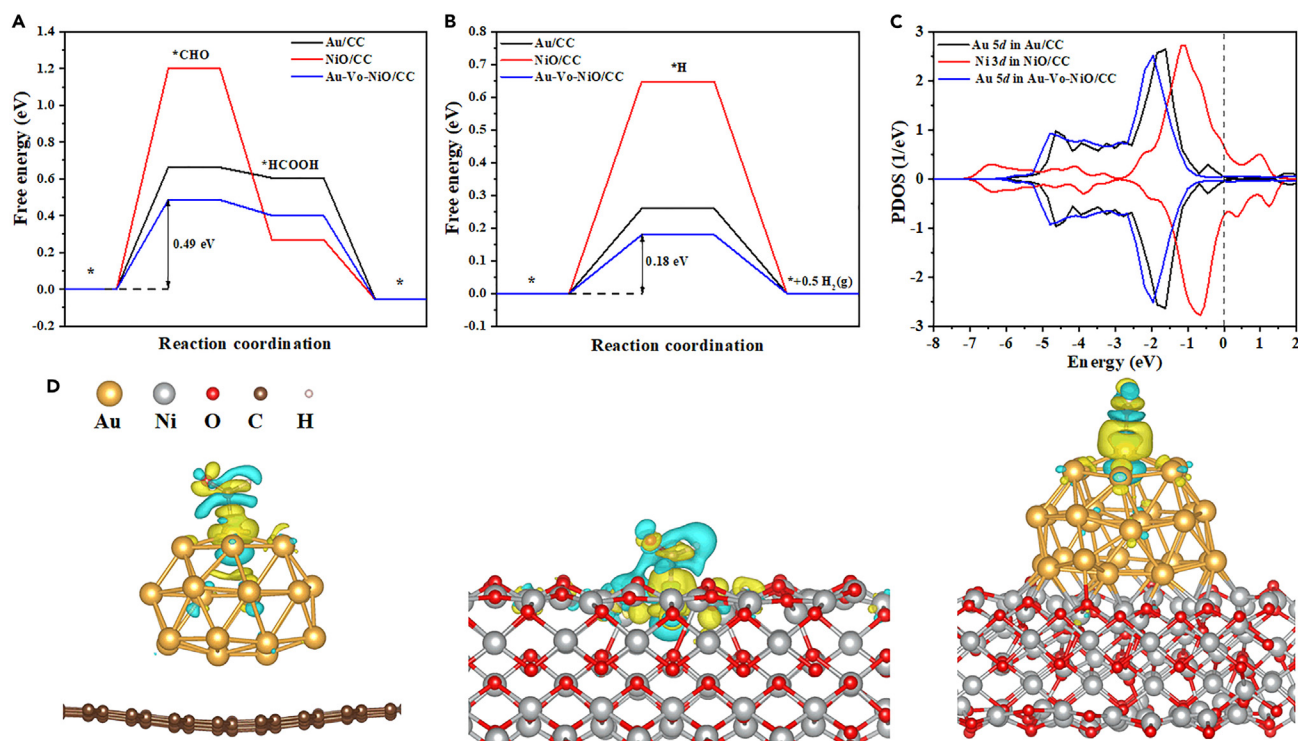 A
Free energy (eV)
1.4
1.2
1.0
0.8
0.6
0.4
0.2
0.0
-0.2
Au/CC
NiO/CC
Au-Vo-NiO/CC
*CHO
*HCOOH
0.49 eV
*
*
Reaction coordination
B
Free energy (eV)
0.8
0.7
0.6
0.5
0.4
0.3
0.2
0.1
0.0
-0.1
Au/CC
NiO/CC
Au-Vo-NiO/CC
*H
0.18 eV
*
*+0.5 H₂(g)
Reaction coordination
C
PDOS (1/eV)
3
2
1
0
-1
-2
-3
Au 5d in Au/CC
Ni 3d in NiO/CC
Au 5d in Au-Vo-NiO/CC
-8 -7 -6 -5 -4 -3 -2 -1 0 1 2
Energy (eV)
D
Au Ni O C H